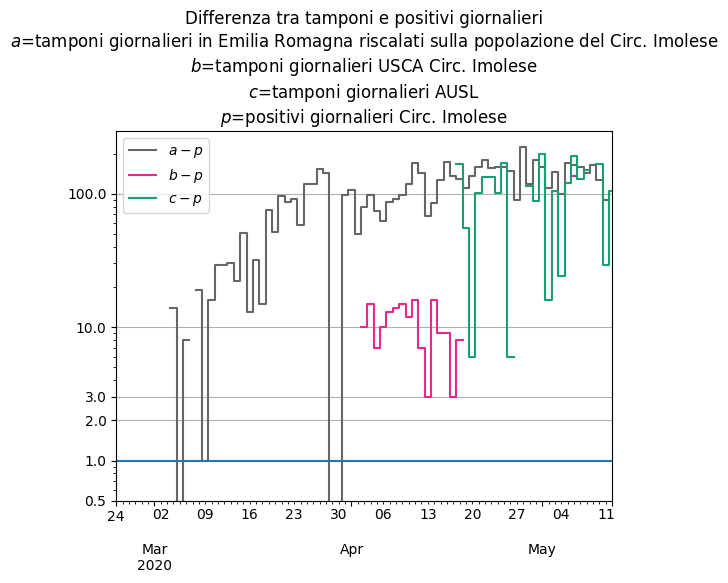 Differenza tra tamponi e positivi giornalieri
a=tamponi giornalieri in Emilia Romagna riscalati sulla popolazione del Circ. Imolese
b=tamponi giornalieri USCA Circ. Imolese
c=tamponi giornalieri AUSL
p=positivi giornalieri Circ. Imolese
a − p
b − p
c − p
100.0
10.0
3.0
2.0
1.0
0.5
24 02 09 16 23 30 06 13 20 27 04 11
Mar Apr May
2020